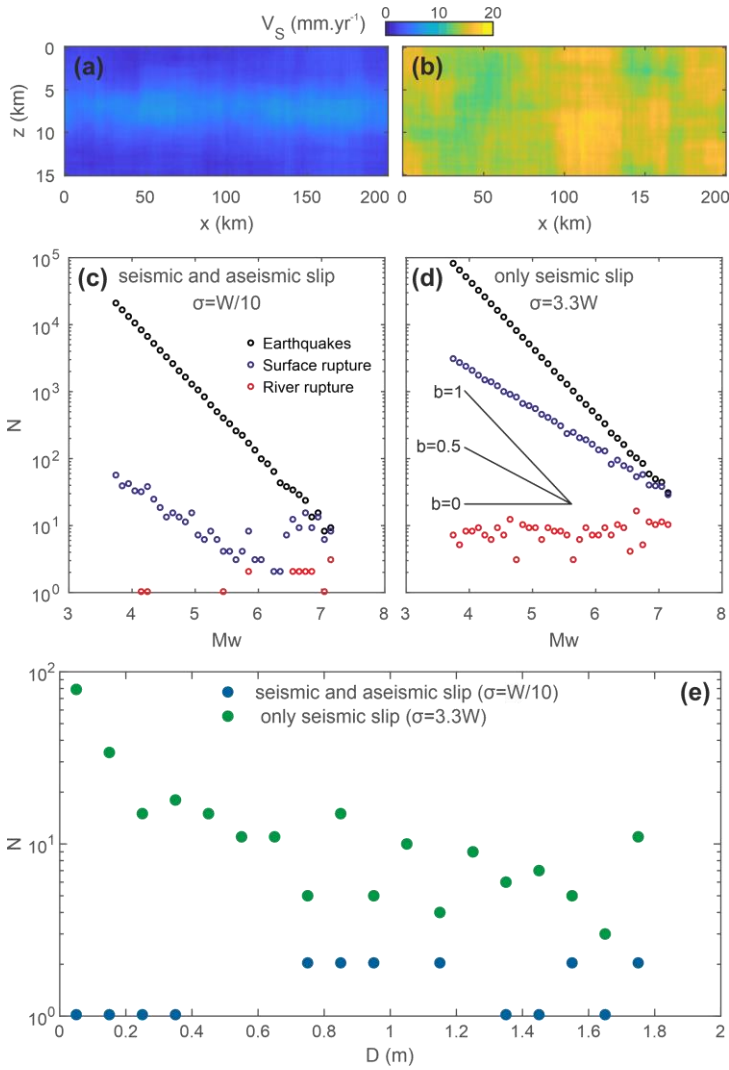 V_S (mm.yr⁻¹)
0 10 20
(a) (b)
0
5
10
15
z (km)
0 50 100 150 200
0 50 100 150 200
x (km) x (km)
(c) seismic and aseismic slip
σ=W/10
Earthquakes
Surface rupture
River rupture
(d) only seismic slip
σ=3.3W
b=1
b=0.5
b=0
10⁵
10⁴
10³
10²
10¹
10⁰
N
3 4 5 6 7 8
3 4 5 6 7 8
Mw Mw
seismic and aseismic slip (σ=W/10) (e)
only seismic slip (σ=3.3W)
10²
10¹
10⁰
N
0 0.2 0.4 0.6 0.8 1 1.2 1.4 1.6 1.8 2
D (m)